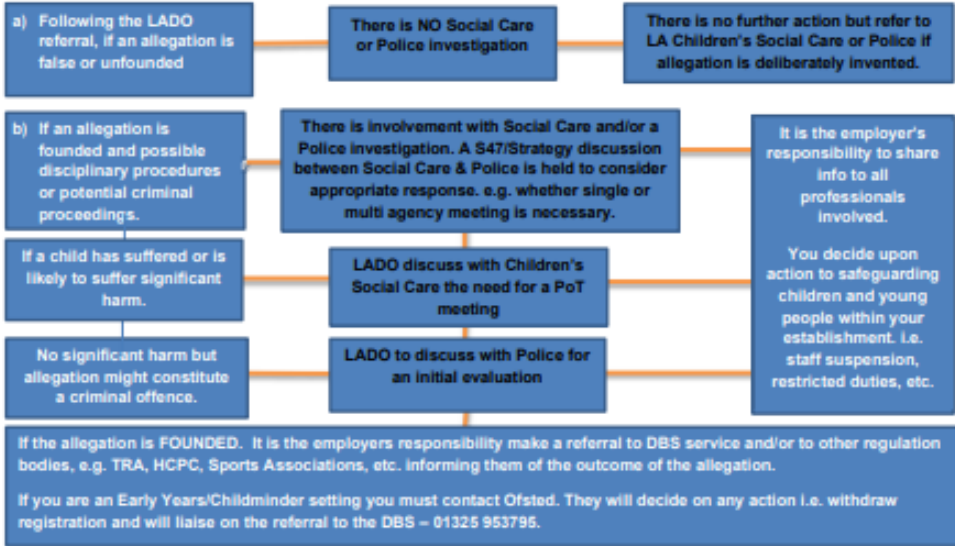 a) Following the LADO
referral, if an allegation is
false or unfounded
There is NO Social Care
or Police investigation
There is no further action but refer to
LA Children's Social Care or Police if
allegation is deliberately invented.
b) If an allegation is
founded and possible
disciplinary procedures
or potential criminal
proceedings.
There is involvement with Social Care and/or a
Police investigation. A S47/Strategy discussion
between Social Care & Police is held to consider
appropriate response. e.g. whether single or
multi agency meeting is necessary.
It is the employer's
responsibility to share
info to all
professionals
involved.
You decide upon
action to safeguarding
children and young
people within your
establishment. i.e.
staff suspension,
restricted duties, etc.
If a child has suffered or is
likely to suffer significant
harm.
LADO discuss with Children's
Social Care the need for a PoT
meeting
No significant harm but
allegation might constitute
a criminal offence.
LADO to discuss with Police for
an initial evaluation
If the allegation is FOUNDED. It is the employers responsibility make a referral to DBS service and/or to other regulation
bodies, e.g. TRA, HCPC, Sports Associations, etc. informing them of the outcome of the allegation.
If you are an Early Years/Childminder setting you must contact Ofsted. They will decide on any action i.e. withdraw
registration and will liaise on the referral to the DBS – 01325 953795.